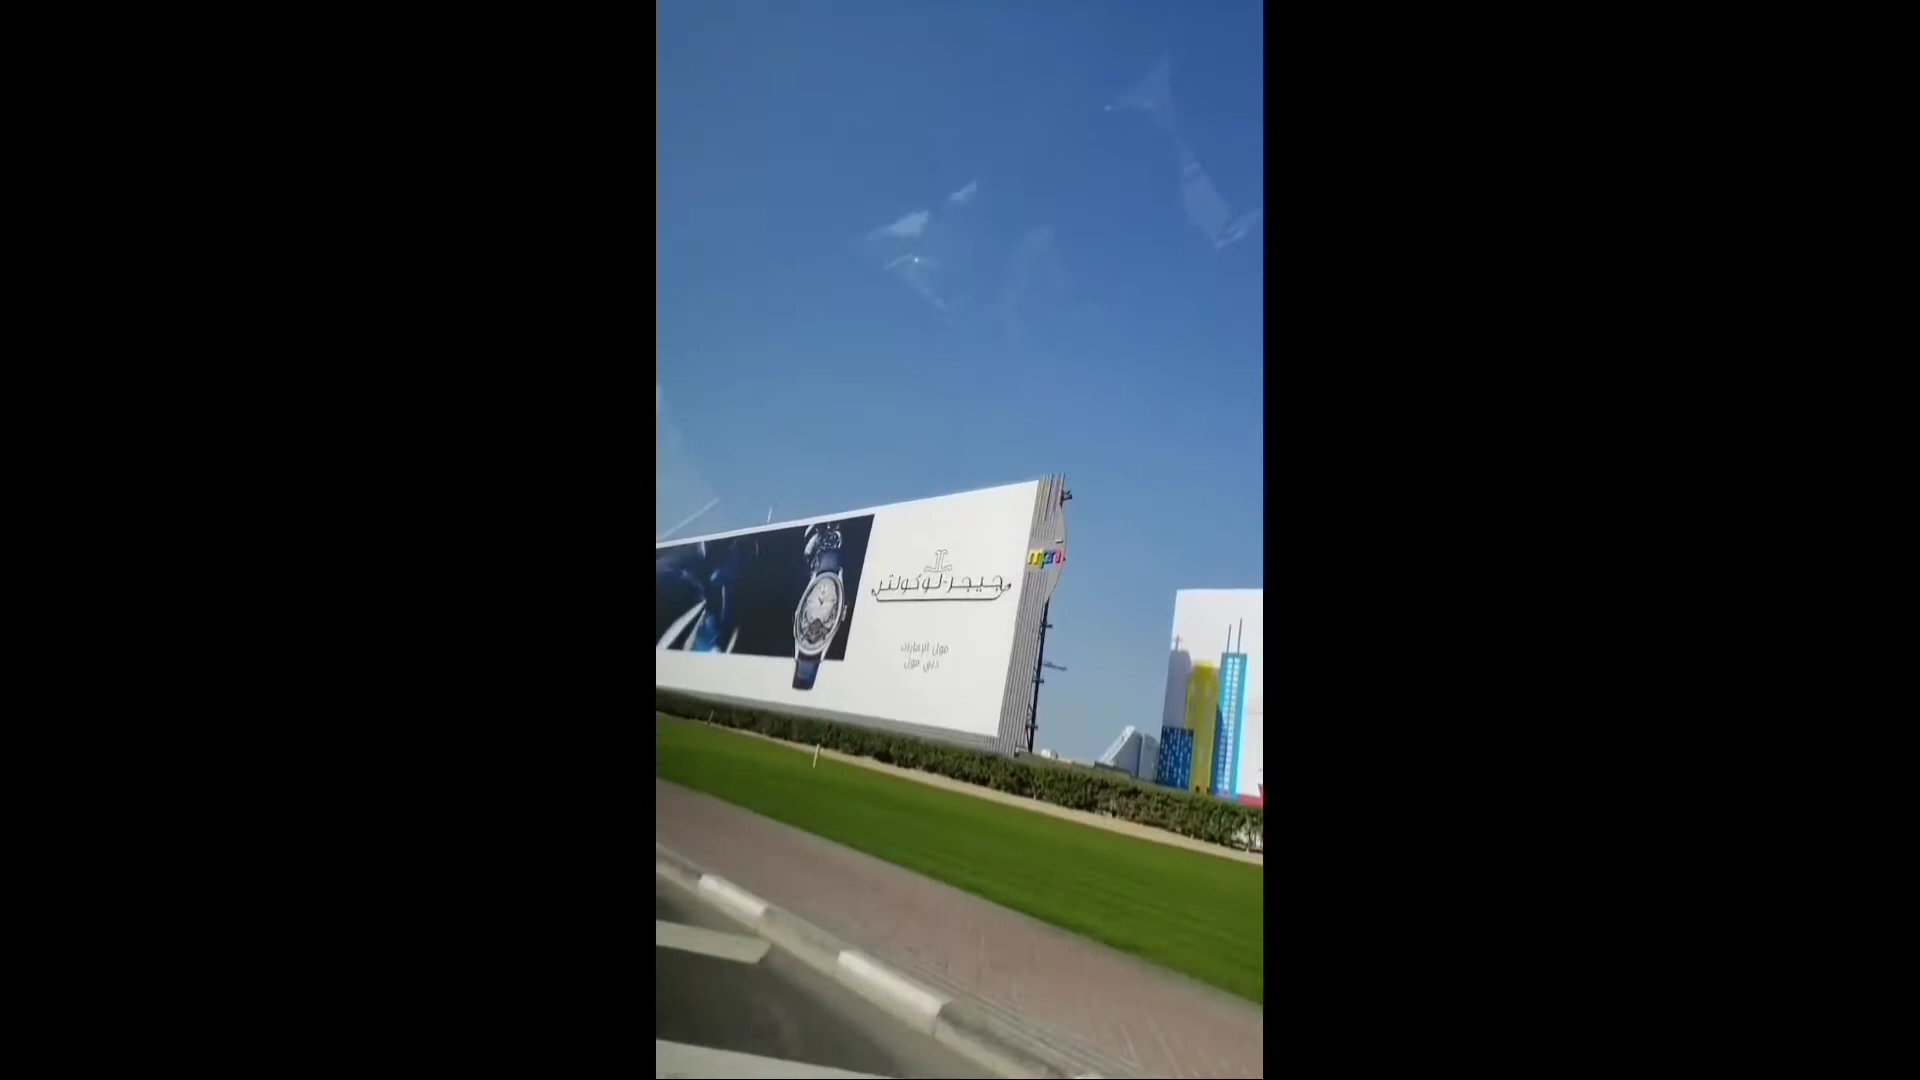 جيجر-لوكولتر
مول الإمارات
دبي مول